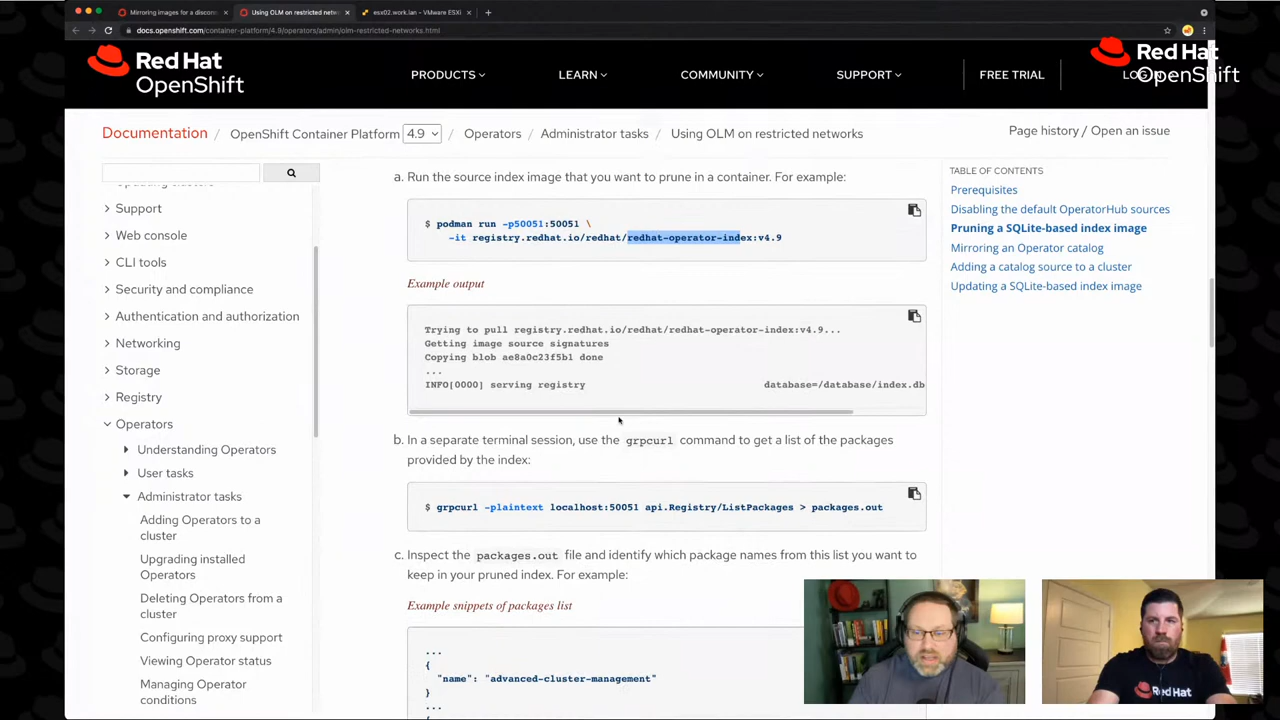 Mirroring images for a discon
Using OLM on restricted netw
esx02.work.lan – VMware ESXi
docs.openshift.com/container-platform/4.9/operators/admin/olm-restricted-networks.html
Red Hat
OpenShift
PRODUCTS
LEARN
COMMUNITY
SUPPORT
FREE TRIAL
LOG
Red Hat
OpenShift
Documentation / OpenShift Container Platform 4.9 / Operators / Administrator tasks / Using OLM on restricted networks
Page history / Open an issue
Updating clusters
Support
Web console
CLI tools
Security and compliance
Authentication and authorization
Networking
Storage
Registry
Operators
Understanding Operators
User tasks
Administrator tasks
Adding Operators to a
cluster
Upgrading installed
Operators
Deleting Operators from a
cluster
Configuring proxy support
Viewing Operator status
Managing Operator
conditions
a. Run the source index image that you want to prune in a container. For example:
$ podman run -p50051:50051 \
-it registry.redhat.io/redhat/redhat-operator-index:v4.9
Example output
Trying to pull registry.redhat.io/redhat/redhat-operator-index:v4.9...
Getting image source signatures
Copying blob ae8a0c23f5b1 done
...
INFO[0000] serving registry database=/database/index.db
b. In a separate terminal session, use the grpcurl command to get a list of the packages
provided by the index:
$ grpcurl -plaintext localhost:50051 api.Registry/ListPackages > packages.out
c. Inspect the packages.out file and identify which package names from this list you want to
keep in your pruned index. For example:
Example snippets of packages list
...
{
"name": "advanced-cluster-management"
}
...
TABLE OF CONTENTS
Prerequisites
Disabling the default OperatorHub sources
Pruning a SQLite-based index image
Mirroring an Operator catalog
Adding a catalog source to a cluster
Updating a SQLite-based index image
Red Hat